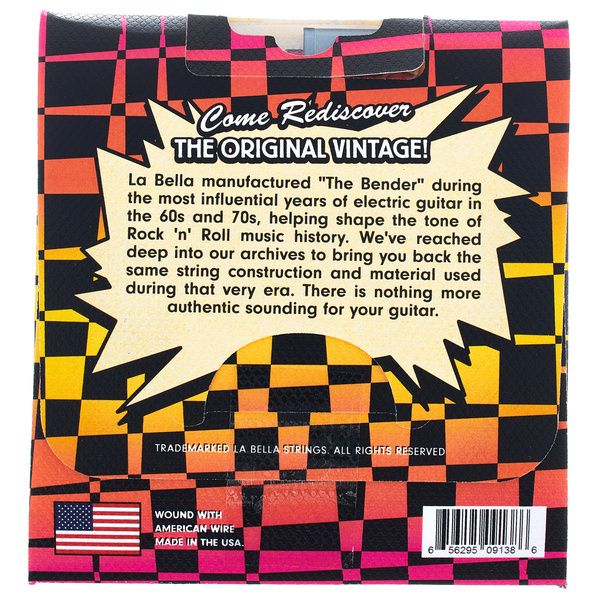 Come Rediscover
THE ORIGINAL VINTAGE!
La Bella manufactured "The Bender" during
the most influential years of electric guitar in
the 60s and 70s, helping shape the tone of
Rock 'n' Roll music history. We've reached
deep into our archives to bring you back the
same string construction and material used
during that very era. There is nothing more
authentic sounding for your guitar.
TRADEMARKED LA BELLA STRINGS. ALL RIGHTS RESERVED
WOUND WITH
AMERICAN WIRE
MADE IN THE USA.
6 56295 09138 6